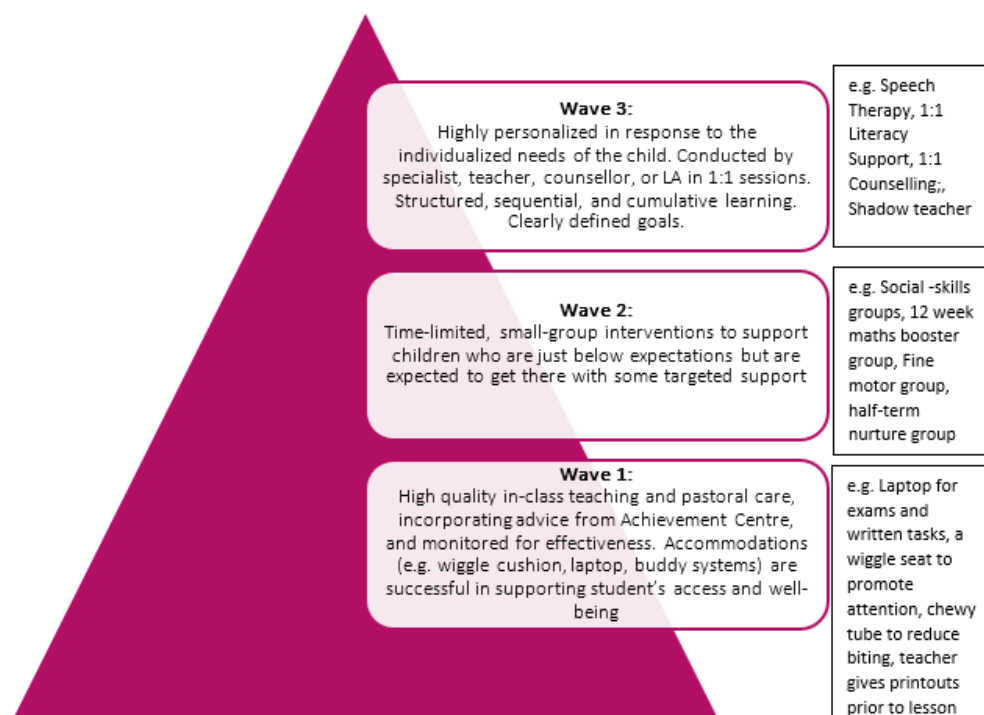 Wave 3:
Highly personalized in response to the
individualized needs of the child. Conducted by
specialist, teacher, counsellor, or LA in 1:1 sessions.
Structured, sequential, and cumulative learning.
Clearly defined goals.
e.g. Speech
Therapy, 1:1
Literacy
Support, 1:1
Counselling;,
Shadow teacher
Wave 2:
Time-limited, small-group interventions to support
children who are just below expectations but are
expected to get there with some targeted support
e.g. Social -skills
groups, 12 week
maths booster
group, Fine
motor group,
half-term
nurture group
Wave 1:
High quality in-class teaching and pastoral care,
incorporating advice from Achievement Centre,
and monitored for effectiveness. Accommodations
(e.g. wiggle cushion, laptop, buddy systems) are
successful in supporting student's access and well-
being
e.g. Laptop for
exams and
written tasks, a
wiggle seat to
promote
attention, chewy
tube to reduce
biting, teacher
gives printouts
prior to lesson